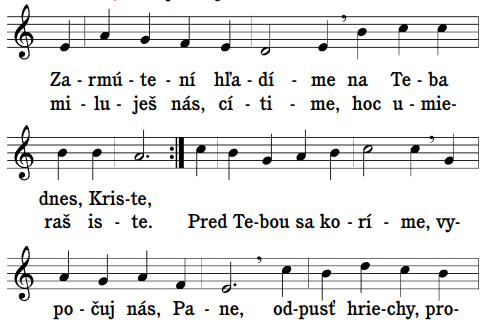 Za - rmú - te - ní hľa - dí - me na Te - ba
mi - lu - ješ nás, cí - ti - me, hoc u - mie-
dnes, Kris - te,
raš is - te. Pred Te-bou sa ko - rí - me, vy-
po - čuj nás, Pa - ne, od-pusť hrie-chy, pro-